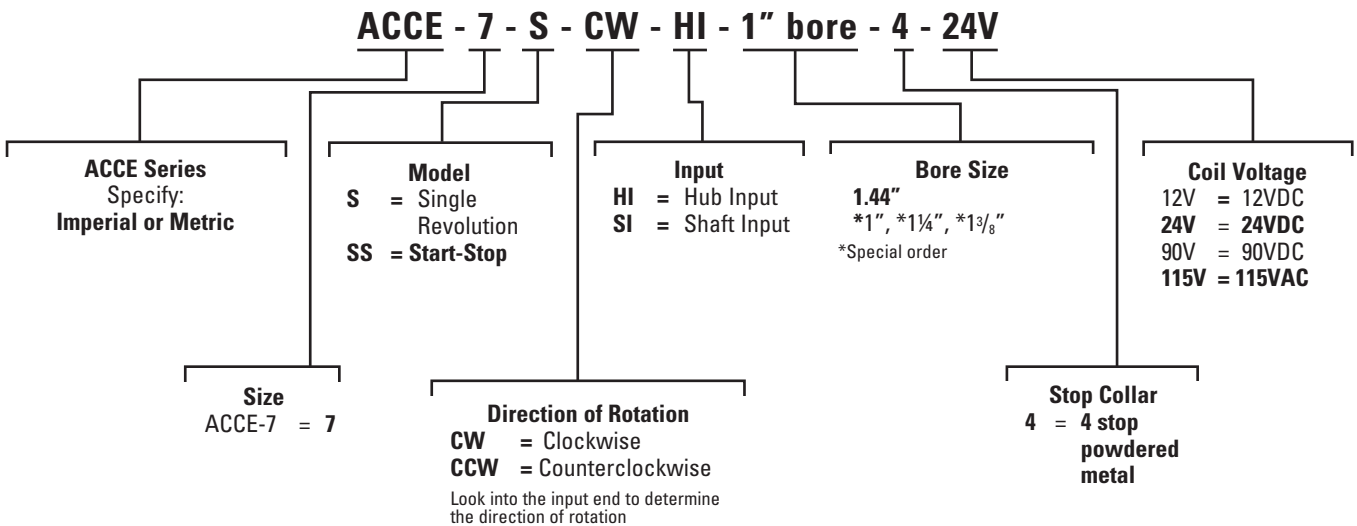 ACCE - 7 - S - CW - HI - 1” bore - 4 - 24V
ACCE Series
Specify:
Imperial or Metric
Model
S = Single
Revolution
SS = Start-Stop
Input
HI = Hub Input
SI = Shaft Input
Bore Size
1.44”
*1”, *1¼”, *1³/₈”
*Special order
Coil Voltage
12V = 12VDC
24V = 24VDC
90V = 90VDC
115V = 115VAC
Size
ACCE-7 = 7
Direction of Rotation
CW = Clockwise
CCW = Counterclockwise
Look into the input end to determine
the direction of rotation
Stop Collar
4 = 4 stop
powdered
metal